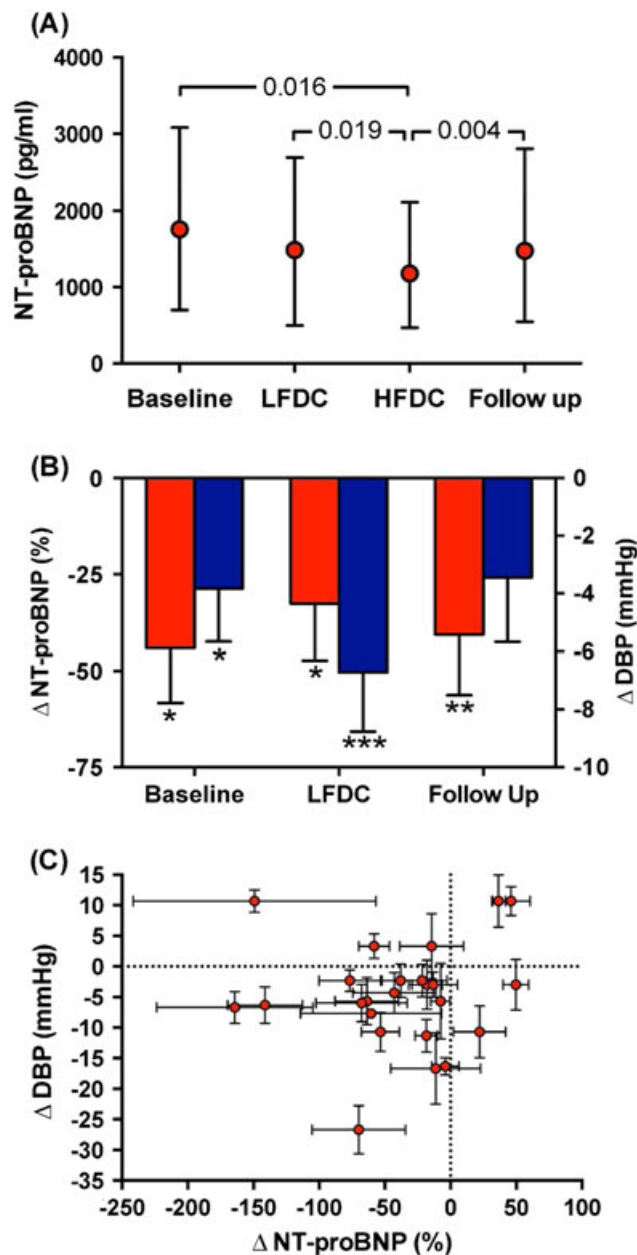 (A)
4000
3000
2000
1000
0
NT-proBNP (pg/ml)
0.016
0.019
0.004
Baseline LFDC HFDC Follow up
(B)
0
-25
-50
-75
Δ NT-proBNP (%)
0
-2
-4
-6
-8
-10
Δ DBP (mmHg)
* * * *** **
Baseline LFDC Follow Up
(C)
15
10
5
0
-5
-10
-15
-20
-25
-30
-35
Δ DBP (mmHg)
-250 -200 -150 -100 -50 0 50 100
Δ NT-proBNP (%)